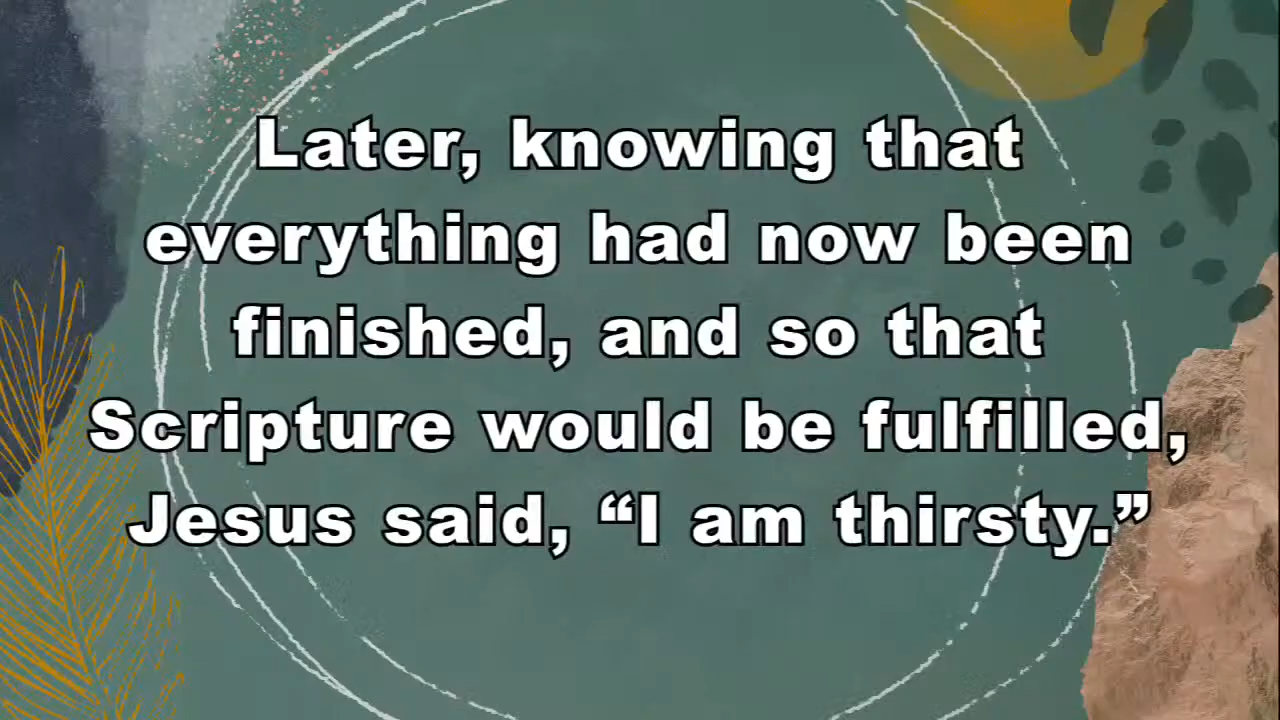 Later, knowing that
everything had now been
finished, and so that
Scripture would be fulfilled,
Jesus said, “I am thirsty.”